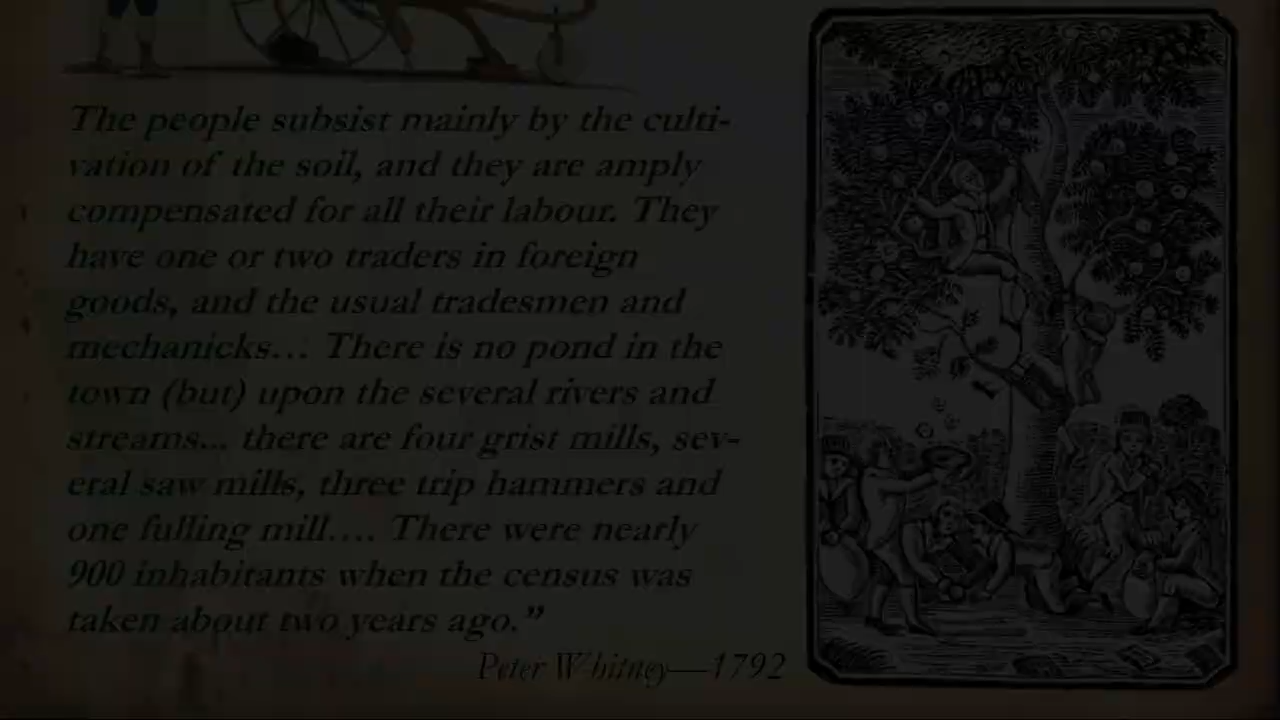 The people subsist mainly by the culti-
vation of the soil, and they are amply
compensated for all their labour. They
have one or two traders in foreign
goods, and the usual tradesmen and
mechanicks... There is no pond in the
town (but) upon the several rivers and
streams... there are four grist mills, sev-
eral saw mills, three trip hammers and
one fulling mill.... There were nearly
900 inhabitants when the census was
taken about two years ago.”
Peter Whitney—1792